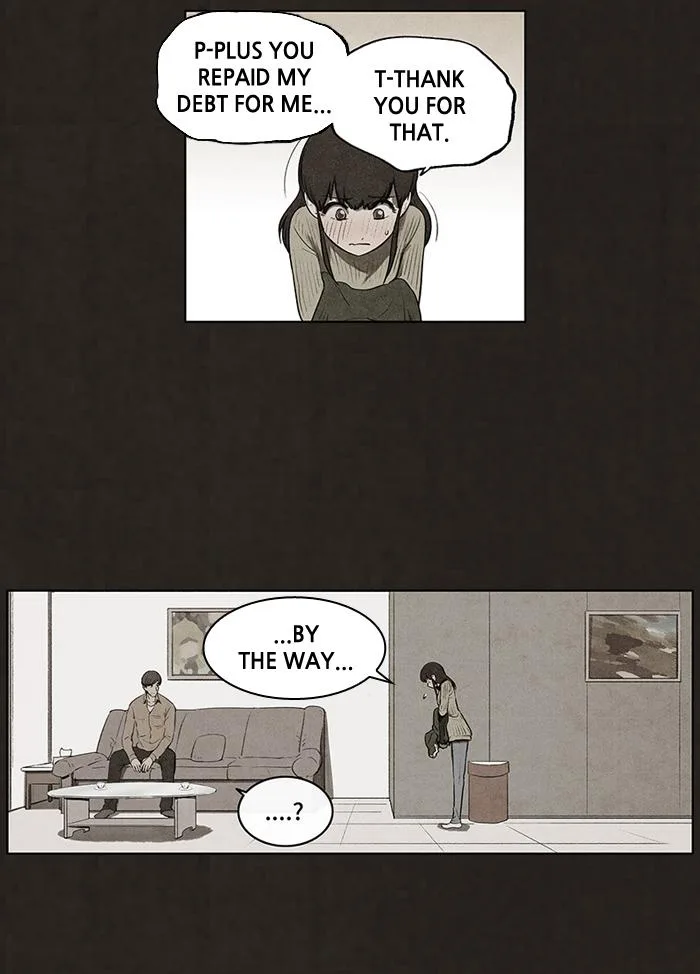 P-PLUS YOU
REPAID MY
DEBT FOR ME...
T-THANK
YOU FOR
THAT.
...BY
THE WAY...
....?